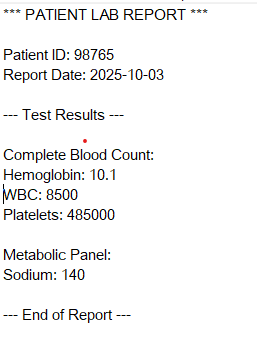 *** PATIENT LAB REPORT ***
Patient ID: 98765
Report Date: 2025-10-03
--- Test Results ---
Complete Blood Count:
Hemoglobin: 10.1
WBC: 8500
Platelets: 485000
Metabolic Panel:
Sodium: 140
--- End of Report ---